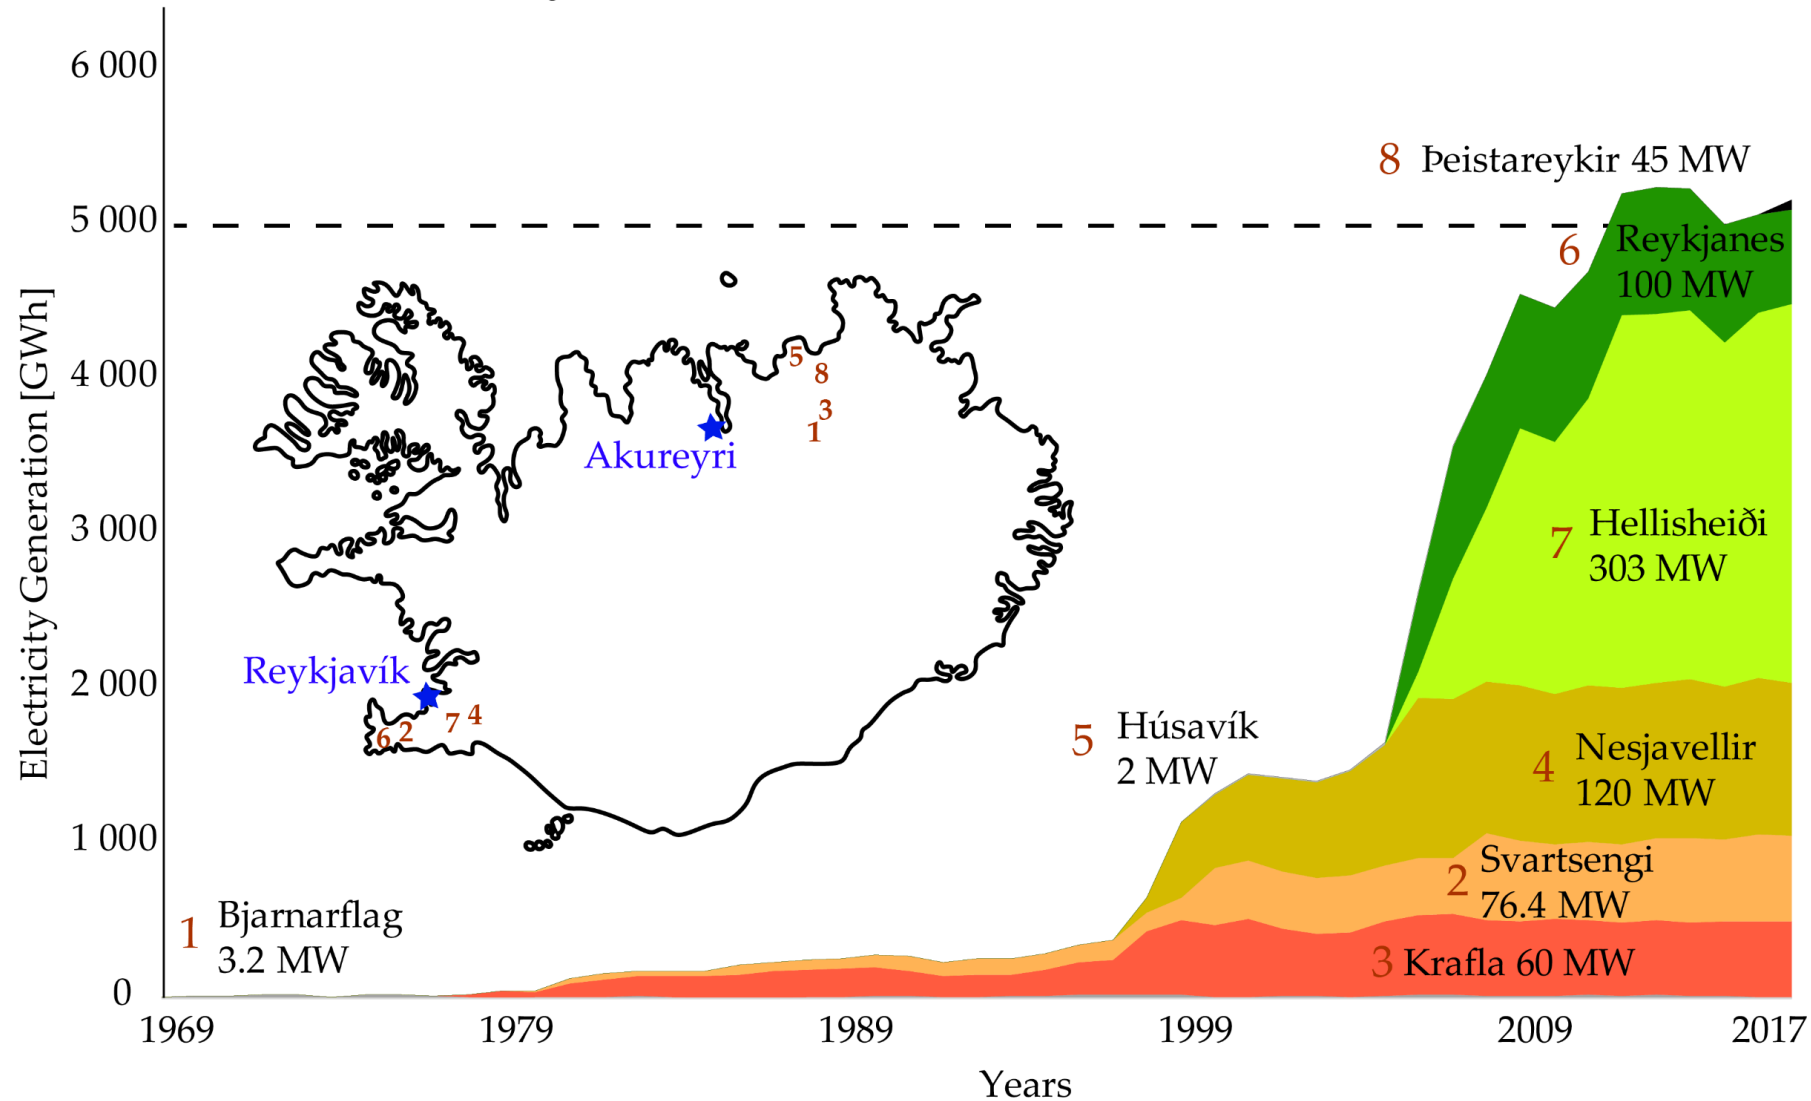 6 000
8 Þeistareykir 45 MW
5 000
6 Reykjanes
100 MW
Electricity Generation [GWh]
4 000
5
8
3
1
Akureyri
3 000
7 Hellisheiði
303 MW
2 000
Reykjavík
6 2 7 4
5 Húsavík
2 MW
4 Nesjavellir
120 MW
1 000
2 Svartsengi
76.4 MW
1 Bjarnarflag
3.2 MW
3 Krafla 60 MW
0
1969 1979 1989 1999 2009 2017
Years